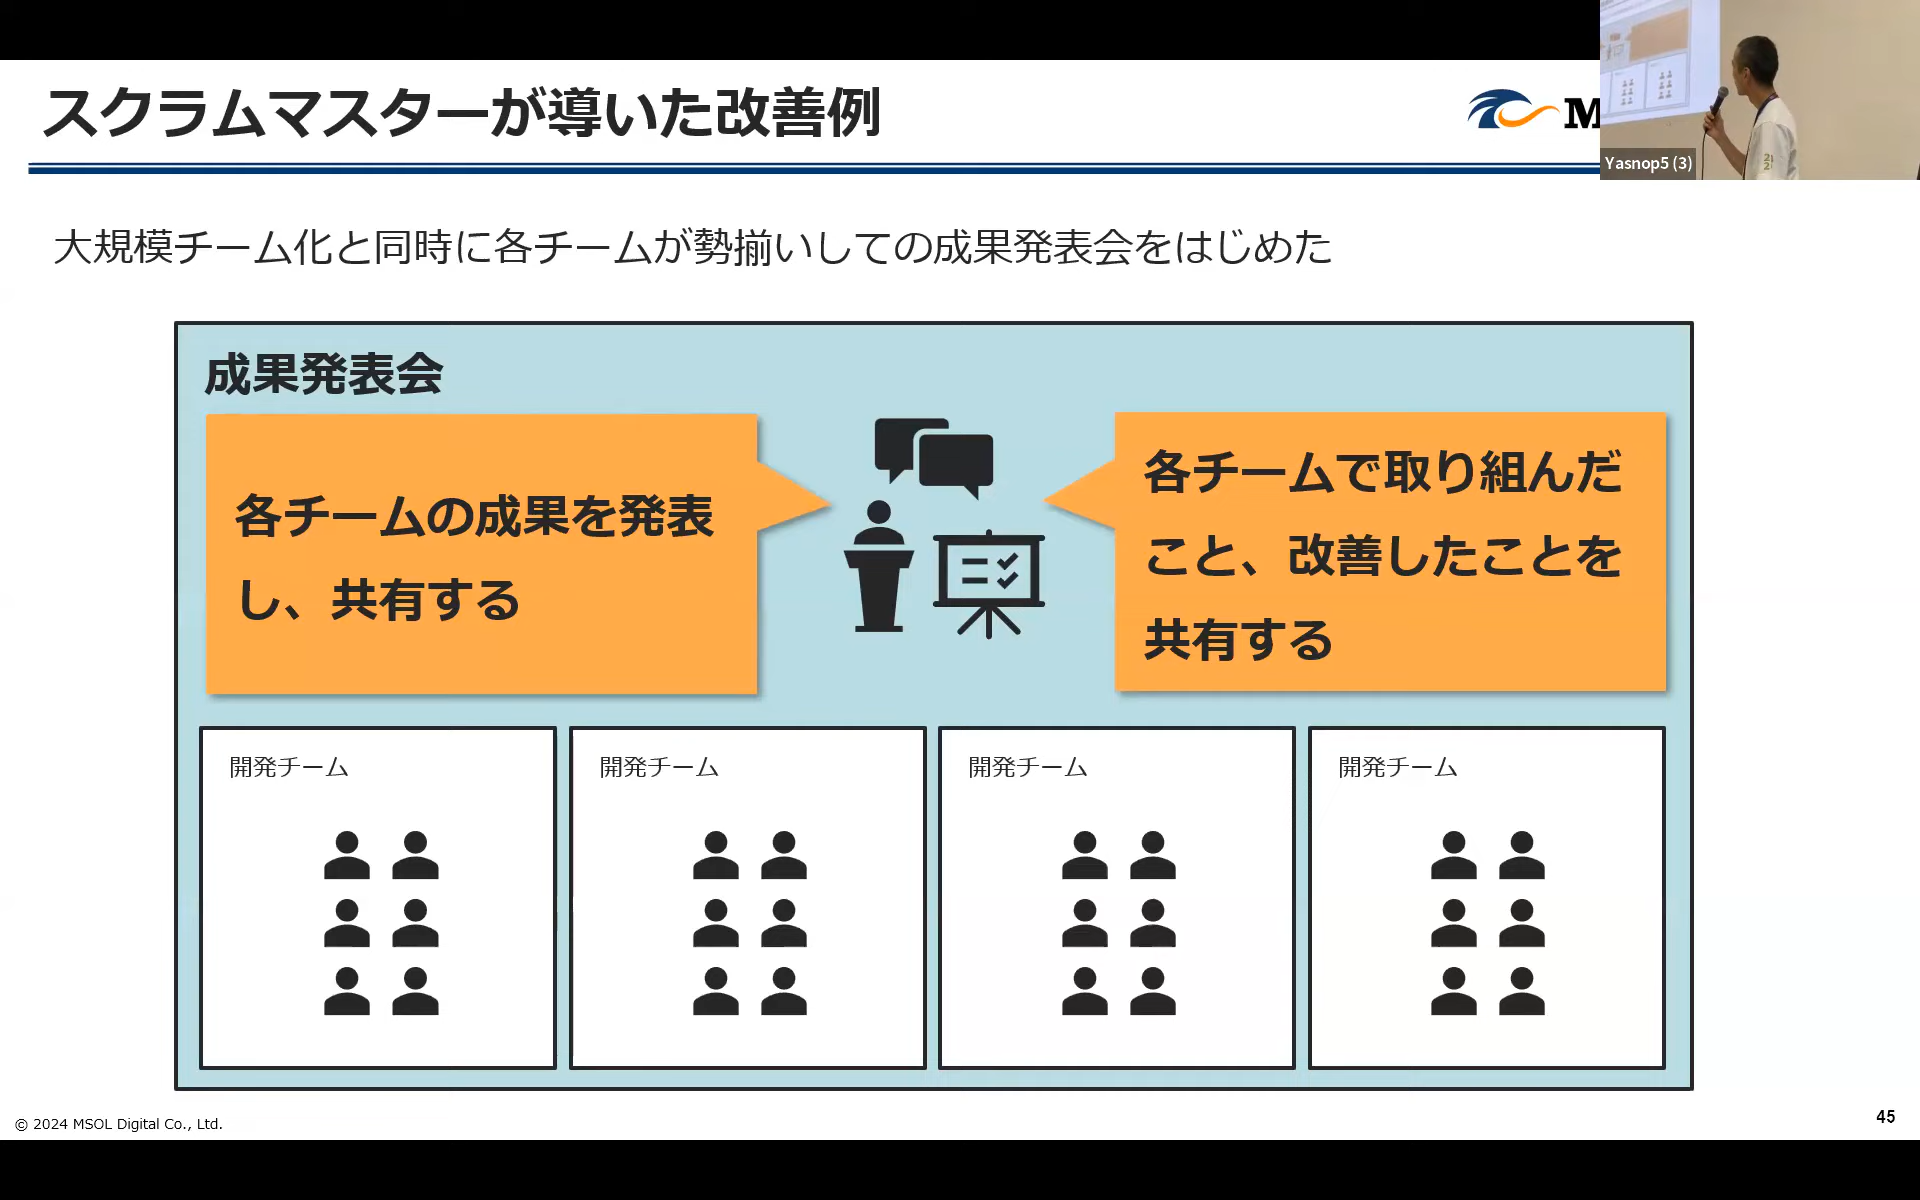 スクラムマスターが導いた改善例
M
Yasnop5 (3)
大規模チーム化と同時に各チームが勢揃いしての成果発表会をはじめた
成果発表会
各チームの成果を発表
し、共有する
各チームで取り組んだ
こと、改善したことを
共有する
開発チーム
開発チーム
開発チーム
開発チーム
© 2024 MSOL Digital Co., Ltd.
45